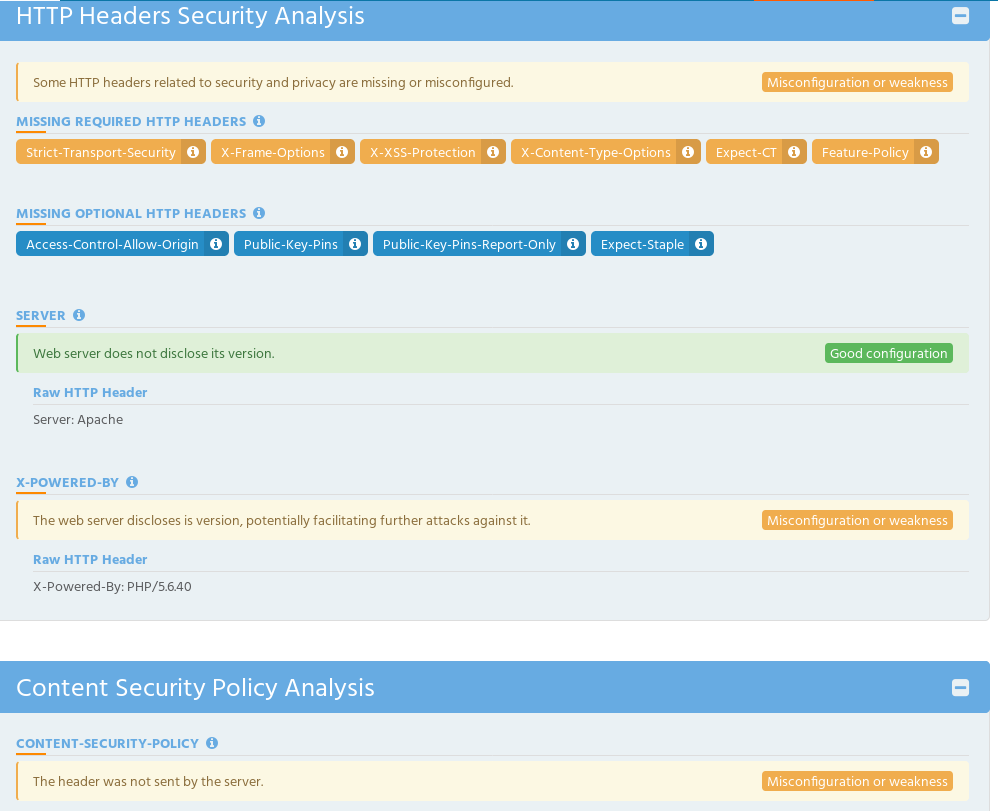 HTTP Headers Security Analysis
Some HTTP headers related to security and privacy are missing or misconfigured. Misconfiguration or weakness
MISSING REQUIRED HTTP HEADERS
Strict-Transport-Security X-Frame-Options X-XSS-Protection X-Content-Type-Options Expect-CT Feature-Policy
MISSING OPTIONAL HTTP HEADERS
Access-Control-Allow-Origin Public-Key-Pins Public-Key-Pins-Report-Only Expect-Staple
SERVER
Web server does not disclose its version. Good configuration
Raw HTTP Header
Server: Apache
X-POWERED-BY
The web server discloses is version, potentially facilitating further attacks against it. Misconfiguration or weakness
Raw HTTP Header
X-Powered-By: PHP/5.6.40
Content Security Policy Analysis
CONTENT-SECURITY-POLICY
The header was not sent by the server. Misconfiguration or weakness